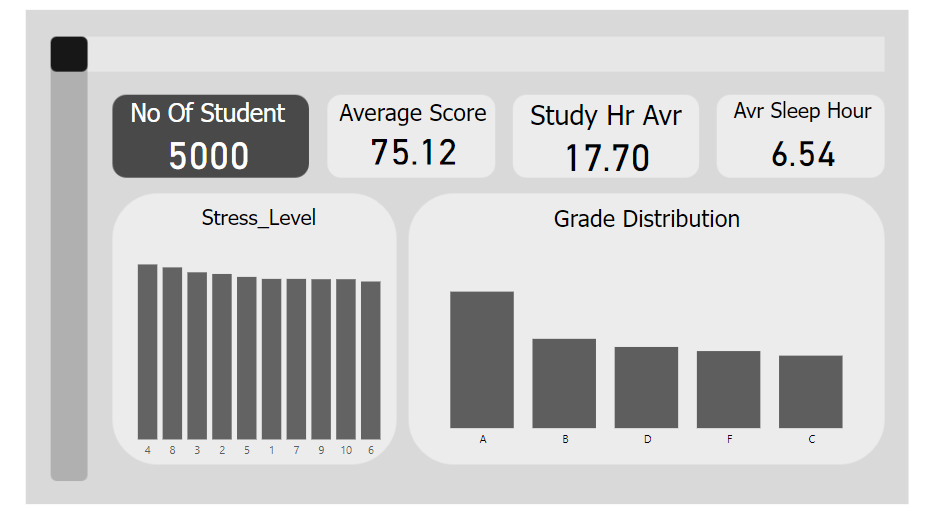 No Of Student
5000
Average Score
75.12
Study Hr Avr
17.70
Avr Sleep Hour
6.54
Stress_Level
4 8 3 2 5 1 7 9 10 6
Grade Distribution
A B D F C